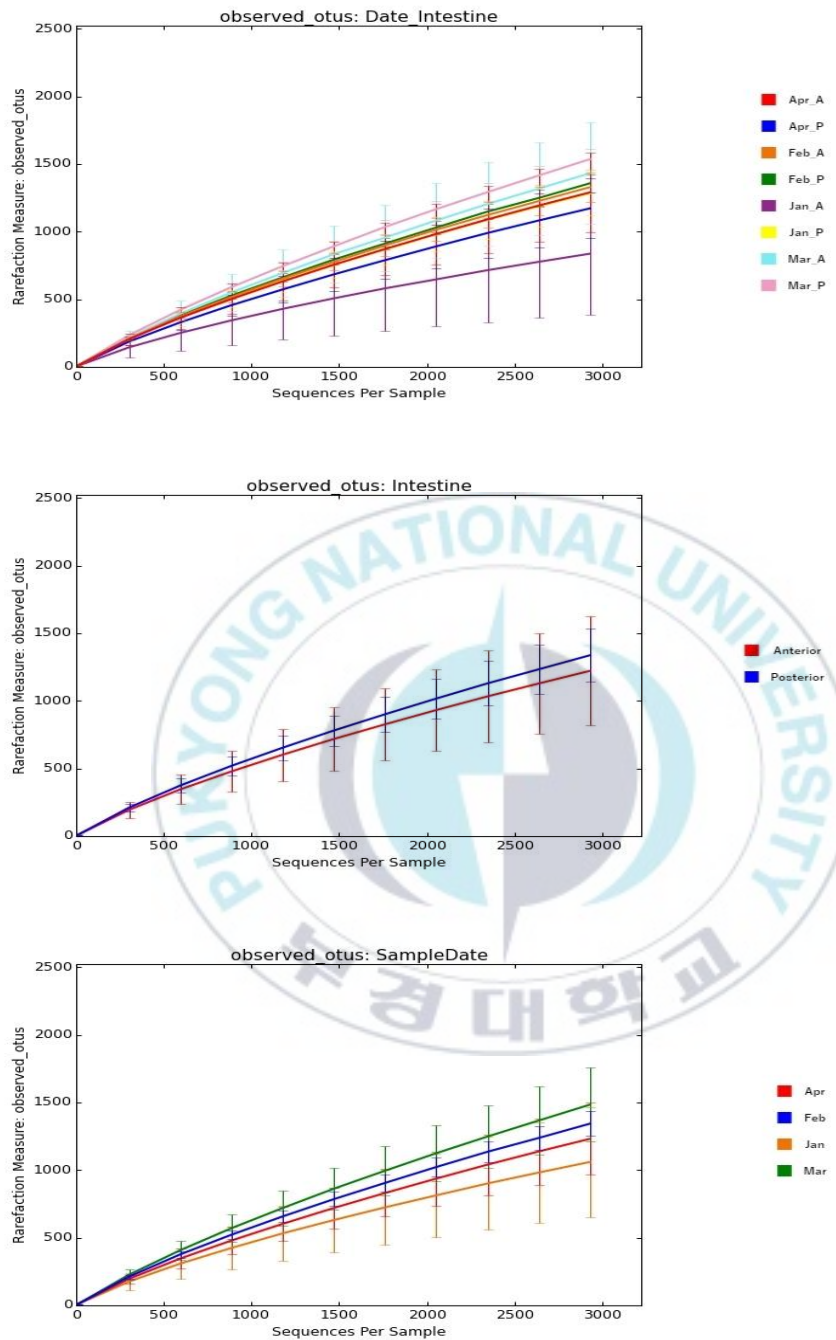 observed_otus: Date_Intestine
Rarefaction Measure: observed_otus
2500
2000
1500
1000
500
0
0 500 1000 1500 2000 2500 3000
Sequences Per Sample
Apr_A
Apr_P
Feb_A
Feb_P
Jan_A
Jan_P
Mar_A
Mar_P
observed_otus: Intestine
Rarefaction Measure: observed_otus
2500
2000
1500
1000
500
0
0 500 1000 1500 2000 2500 3000
Sequences Per Sample
Anterior
Posterior
PUKYONG NATIONAL UNIVERSITY
부경대학교
observed_otus: SampleDate
Rarefaction Measure: observed_otus
2500
2000
1500
1000
500
0
0 500 1000 1500 2000 2500 3000
Sequences Per Sample
Apr
Feb
Jan
Mar